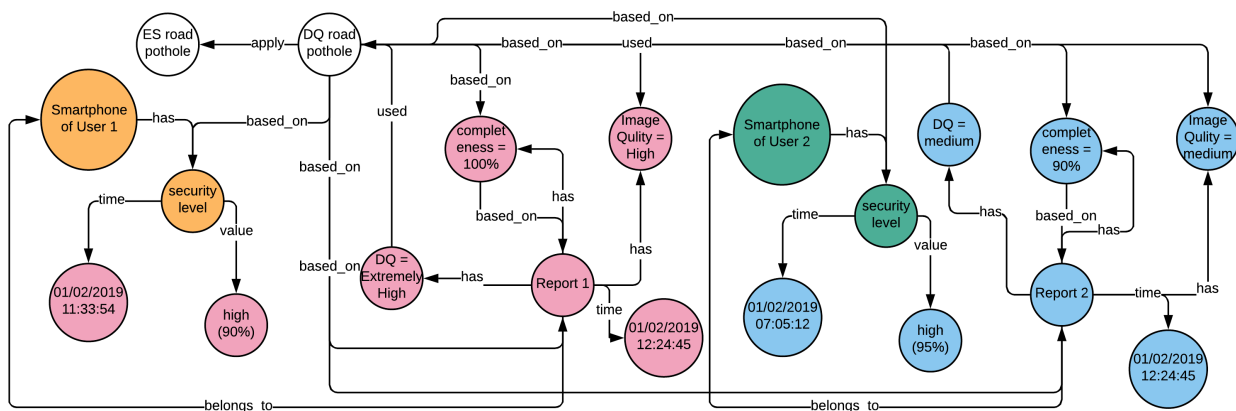 based_on
ES road
pothole
apply
DQ road
pothole
based_on
used
based_on
based_on
based_on
Smartphone
of User 1
has
based_on
used
complet
eness =
100%
Image
Qulity =
High
Smartphone
of User 2
has
DQ =
medium
complet
eness =
90%
Image
Qulity =
medium
based_on
security
level
time
value
has
based_on
security
level
time
value
has
based_on
has
based_on
DQ =
Extremely
High
has
Report 1
has
time
Report 2
time
has
01/02/2019
11:33:54
high
(90%)
01/02/2019
12:24:45
01/02/2019
07:05:12
high
(95%)
01/02/2019
12:24:45
belongs_to
belongs_to